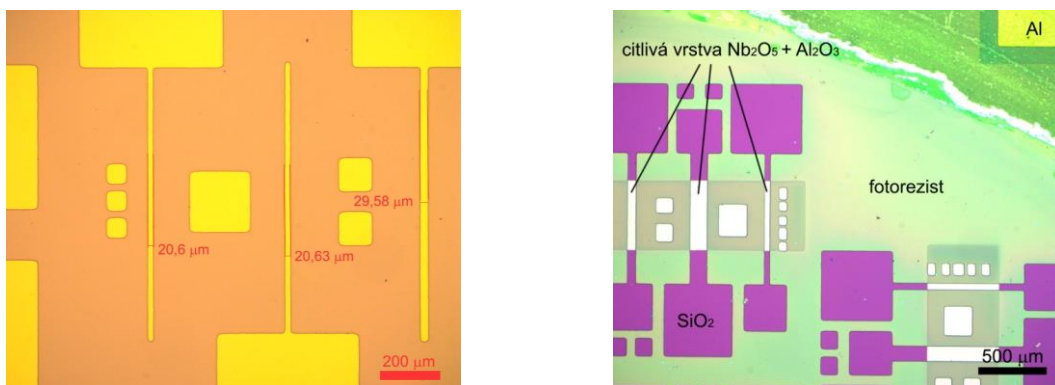 20,6 μm
20,63 μm
29,58 μm
200 μm
Al
citlivá vrstva Nb₂O₅ + Al₂O₃
fotorezist
SiO₂
500 μm